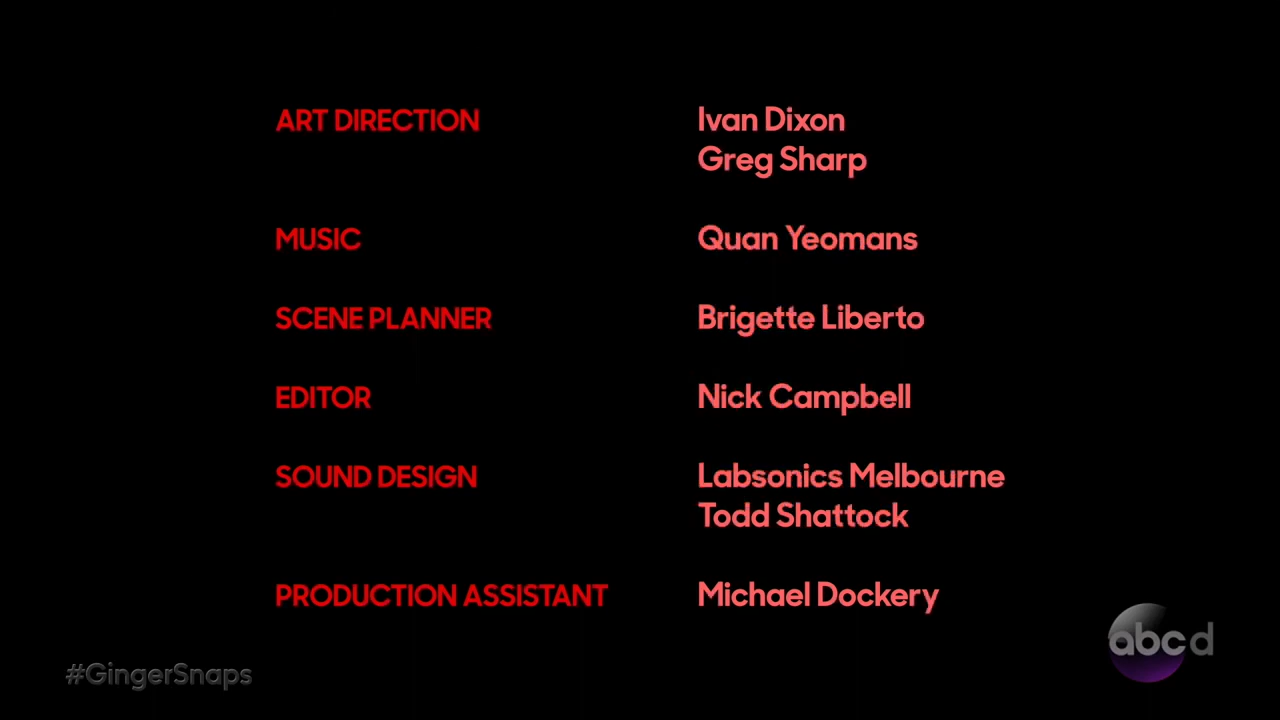 ART DIRECTION Ivan Dixon
Greg Sharp
MUSIC Quan Yeomans
SCENE PLANNER Brigette Liberto
EDITOR Nick Campbell
SOUND DESIGN Labsonics Melbourne
Todd Shattock
PRODUCTION ASSISTANT Michael Dockery
abcd
#GingerSnaps